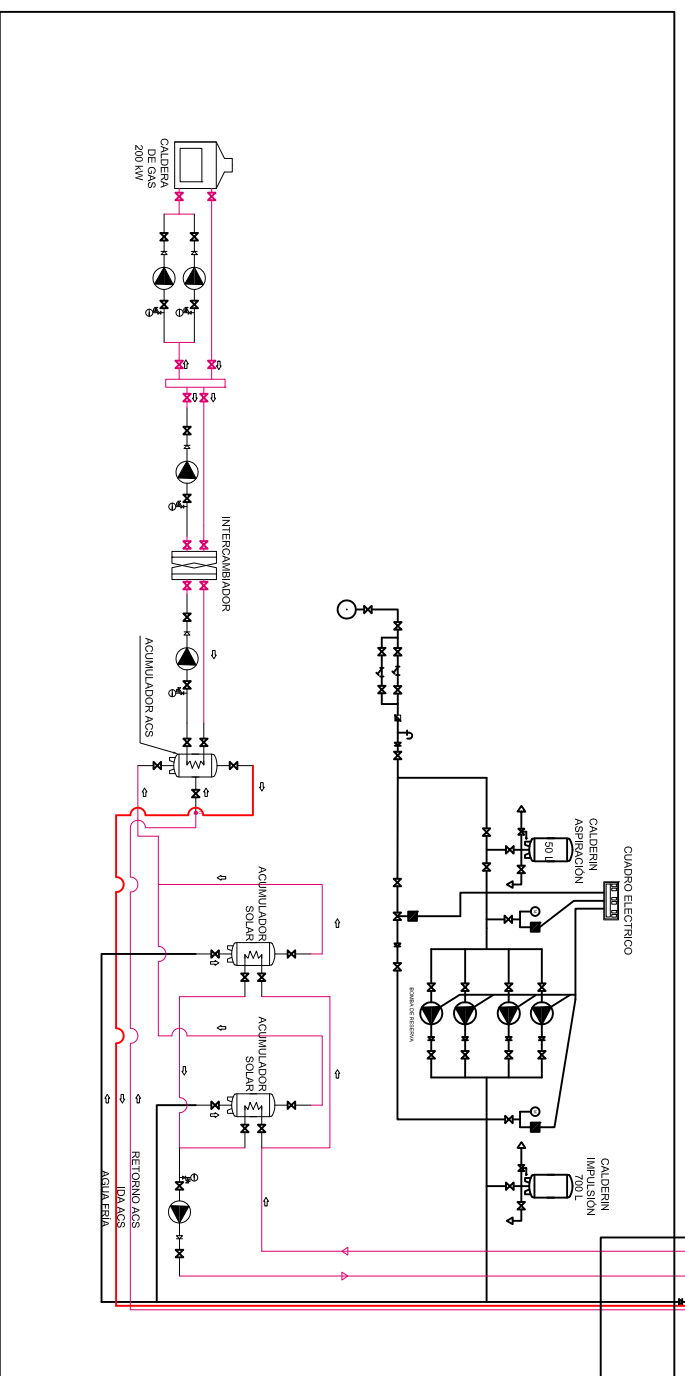 CALDERA
DE GAS
200 kW
INTERCAMBIADOR
ACUMULADOR ACS
ACUMULADOR
SOLAR
ACUMULADOR
SOLAR
RETORNO ACS
IDA ACS
AGUA FRÍA
CALDERIN
ASPIRACIÓN
50 L
CUADRO ELECTRICO
BOMBA DE RESERVA
CALDERIN
IMPULSIÓN
700 L